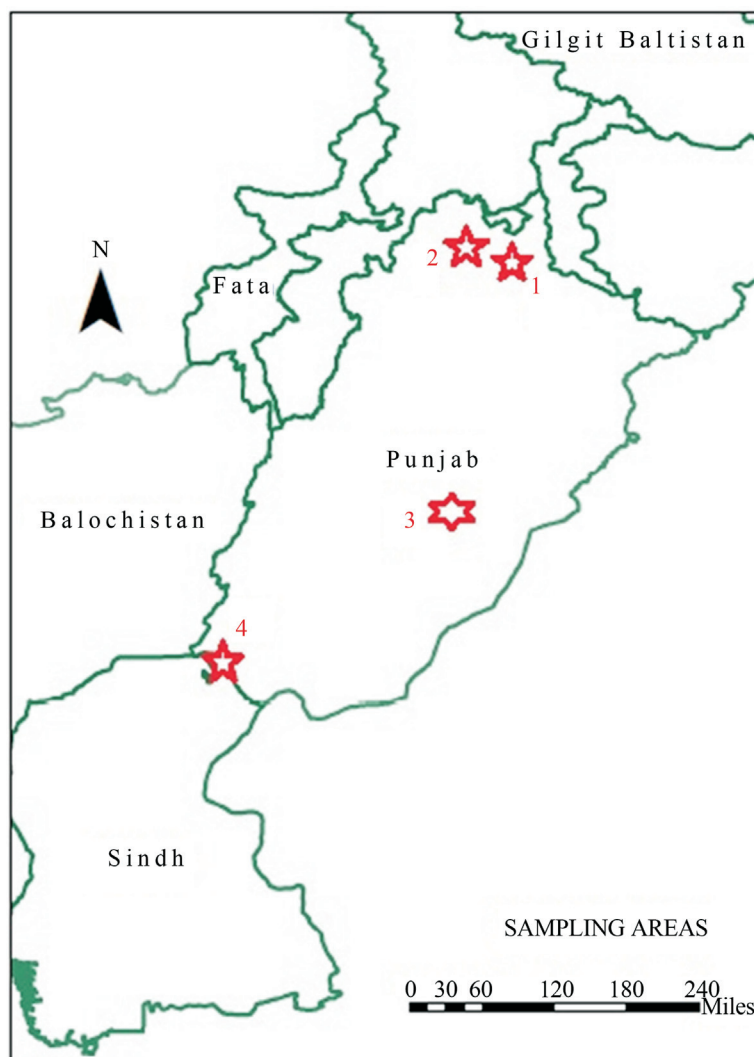 Gilgit Baltistan
N
2
1
Fata
Punjab
3
Balochistan
4
Sindh
SAMPLING AREAS
0 30 60 120 180 240
Miles